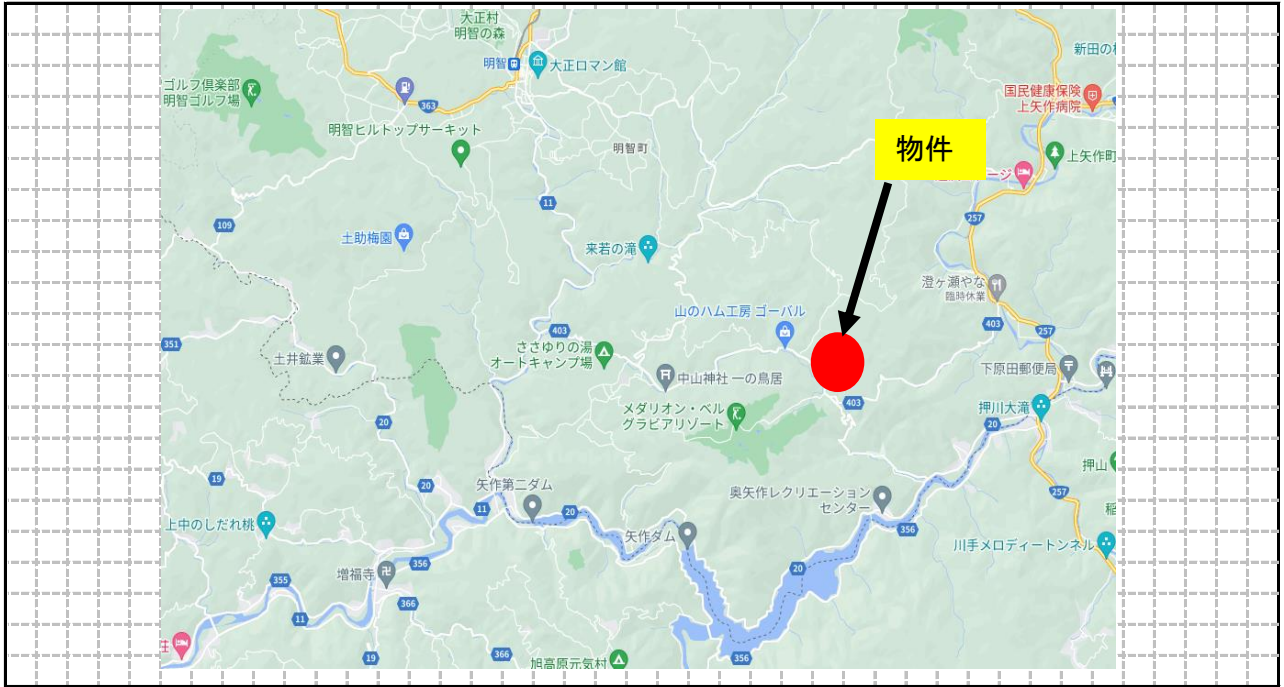 大正村
明智の森
明智
大正ロマン館
新田の
ゴルフ倶楽部
明智ゴルフ場
363
国民健康保険
上矢作病院
明智ヒルトップサーキット
物件
明智町
上矢作町
ージ
11
257
109
土助梅園
来若の滝
澄ヶ瀬やな
臨時休業
山のハム工房 ゴーバル
403
403
257
351
土井鉱業
ささゆりの湯
オートキャンプ場
中山神社 一の鳥居
下原田郵便局
403
メダリオン・ベル
グラビアリゾート
押川大滝
20
20
押山
19
20
矢作第二ダム
奥矢作レクリエーション
センター
257
稲
11
20
356
上中のしだれ桃
矢作ダム
川手メロディートンネル
356
増福寺
20
355
366
11
19
366
旭高原元気村
356